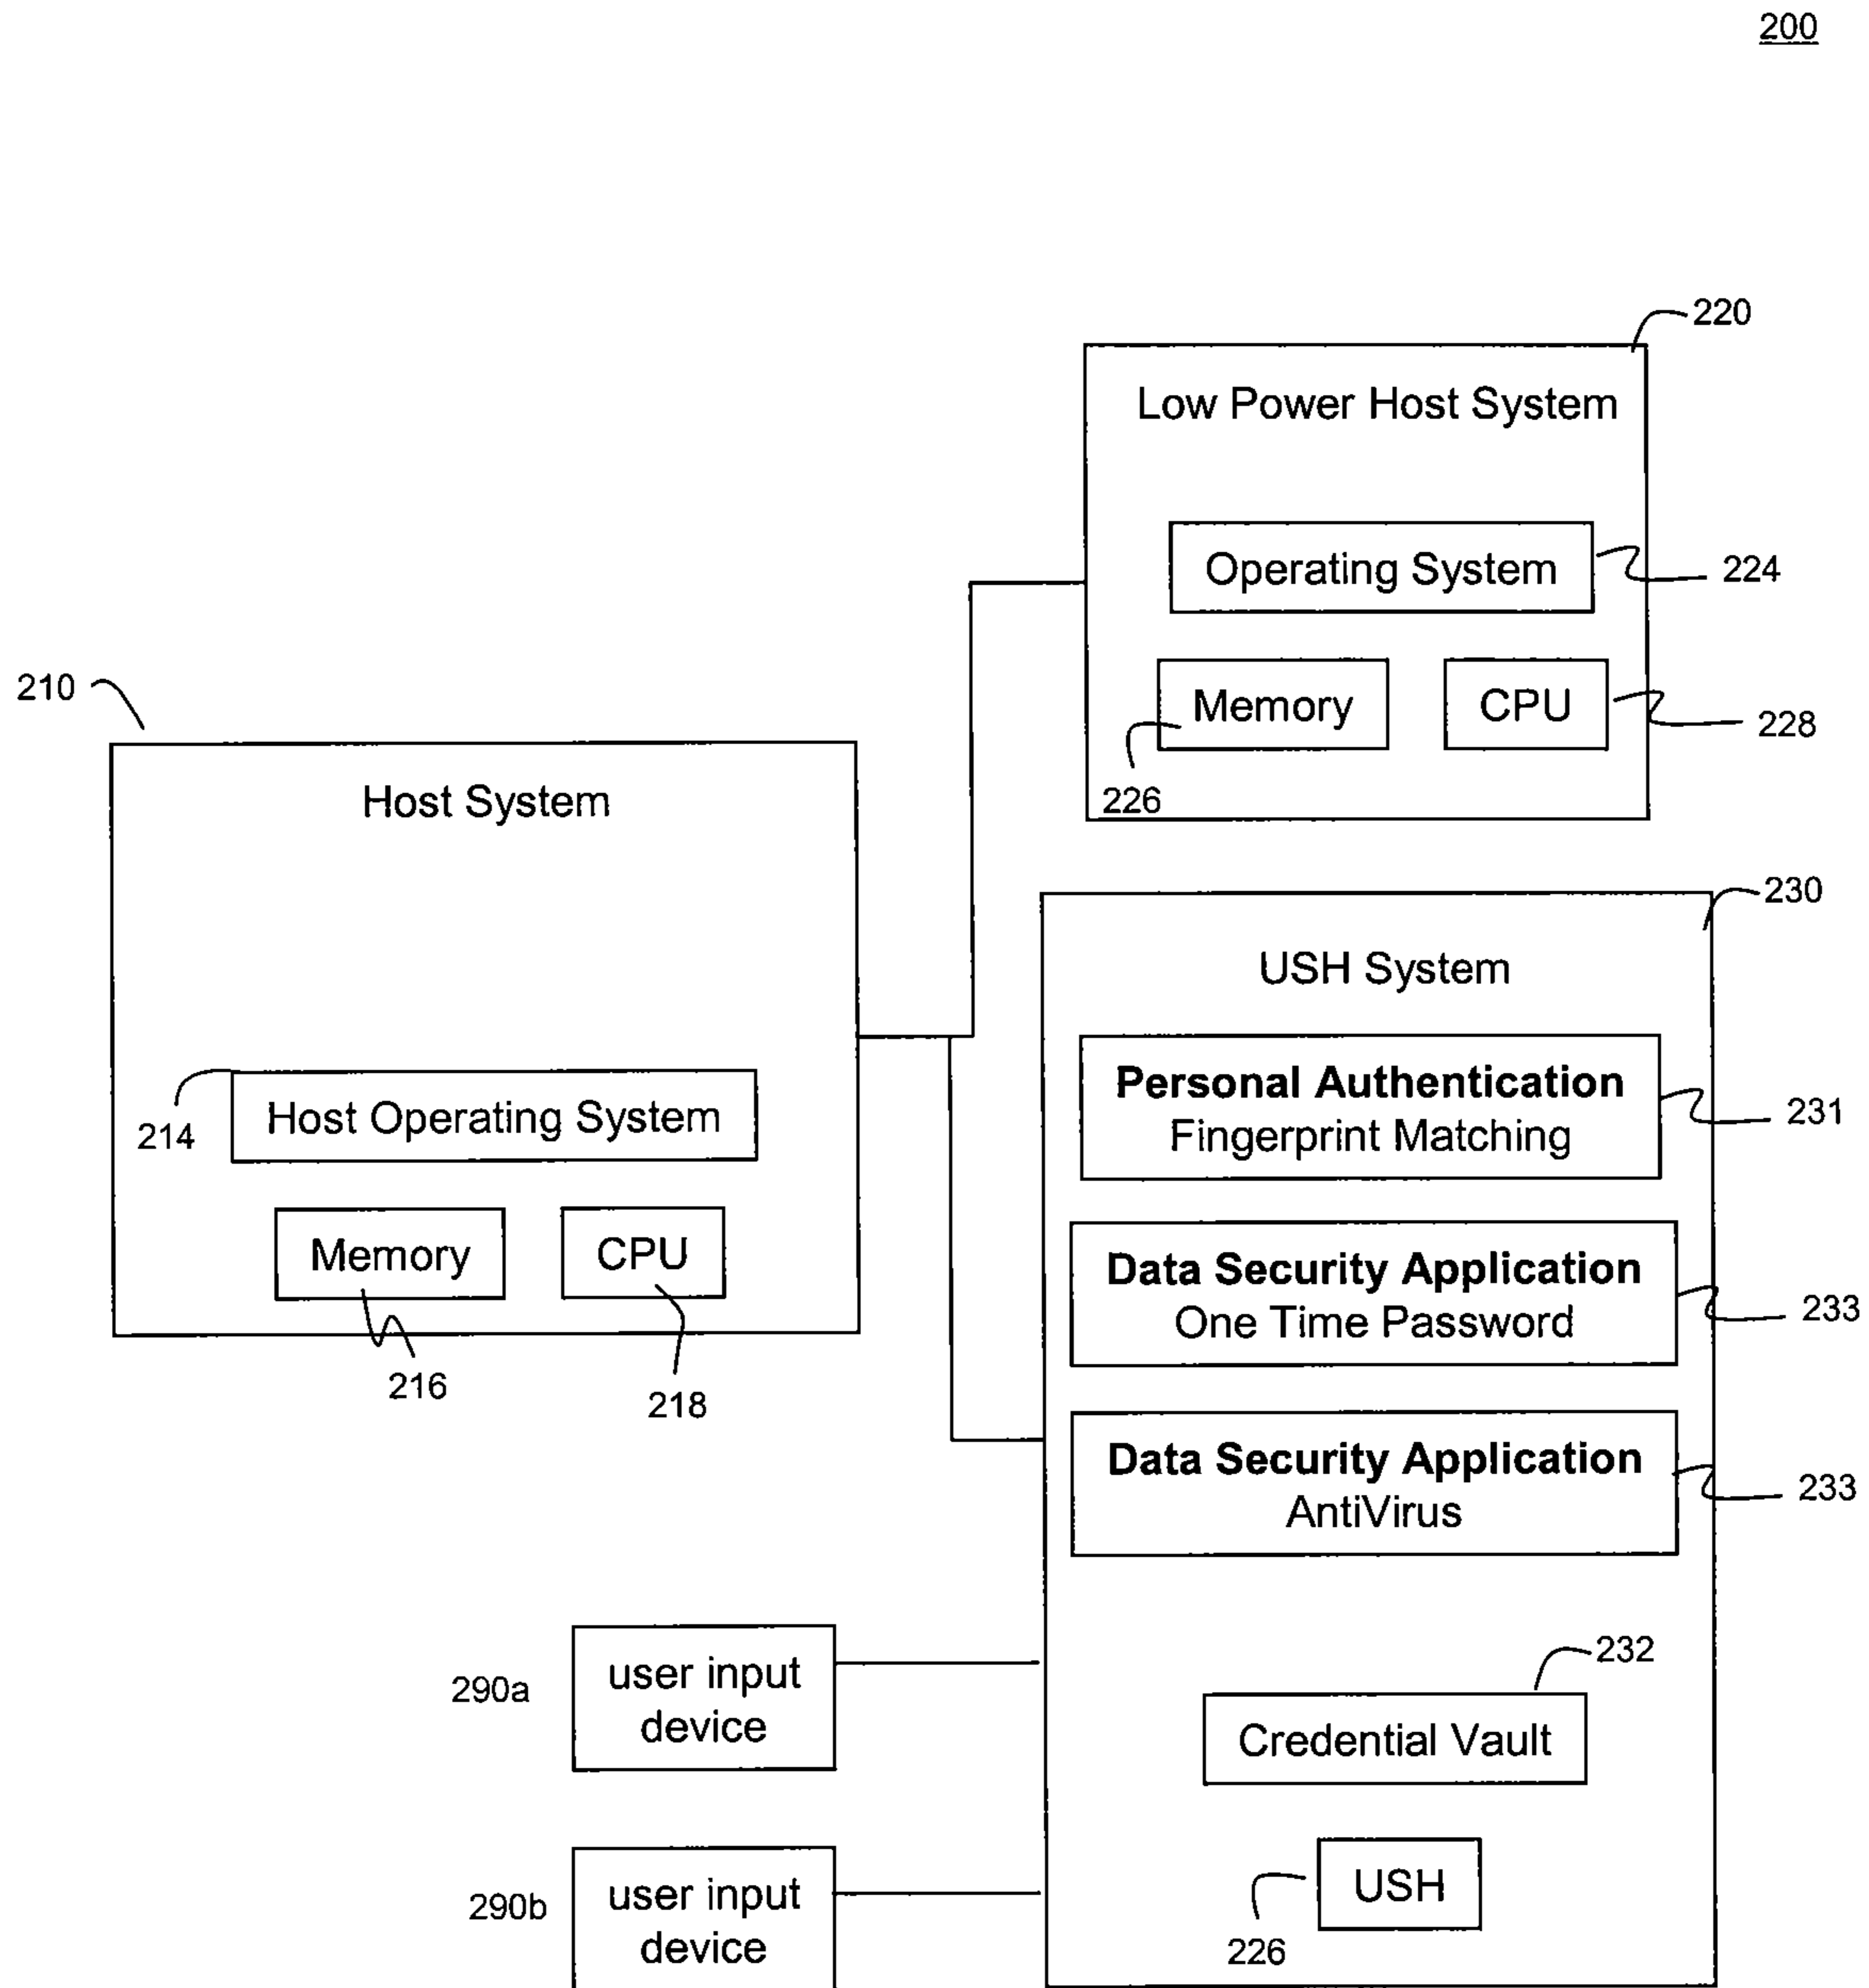 200
220
Low Power Host System
Operating System
224
Memory
CPU
226
228
210
Host System
214
Host Operating System
Memory
CPU
216
218
230
USH System
Personal Authentication
Fingerprint Matching
231
Data Security Application
One Time Password
233
Data Security Application
AntiVirus
233
290a
user input
device
232
Credential Vault
290b
user input
device
USH
226